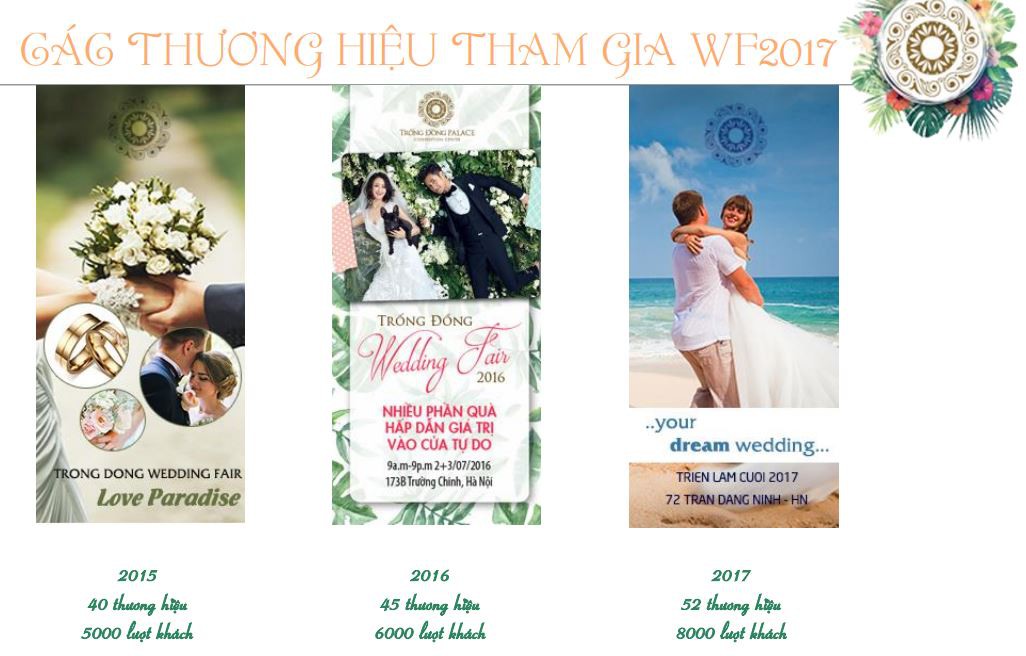 CÁC THƯƠNG HIỆU THAM GIA WF2017
TRONG DONG WEDDING FAIR
Love Paradise
TRỐNG ĐỒNG PALACE
CONVENTION CENTER
TRỐNG ĐỒNG
Wedding Fair
2016
NHIỀU PHẦN QUÀ
HẤP DẪN GIÁ TRỊ
VÀO CỬA TỰ DO
9a.m-9p.m 2+3/07/2016
173B Trường Chinh, Hà Nội
..your
dream wedding...
TRIEN LAM CUOI 2017
72 TRAN DANG NINH - HN
2015
40 thương hiệu
5000 lượt khách
2016
45 thương hiệu
6000 lượt khách
2017
52 thương hiệu
8000 lượt khách